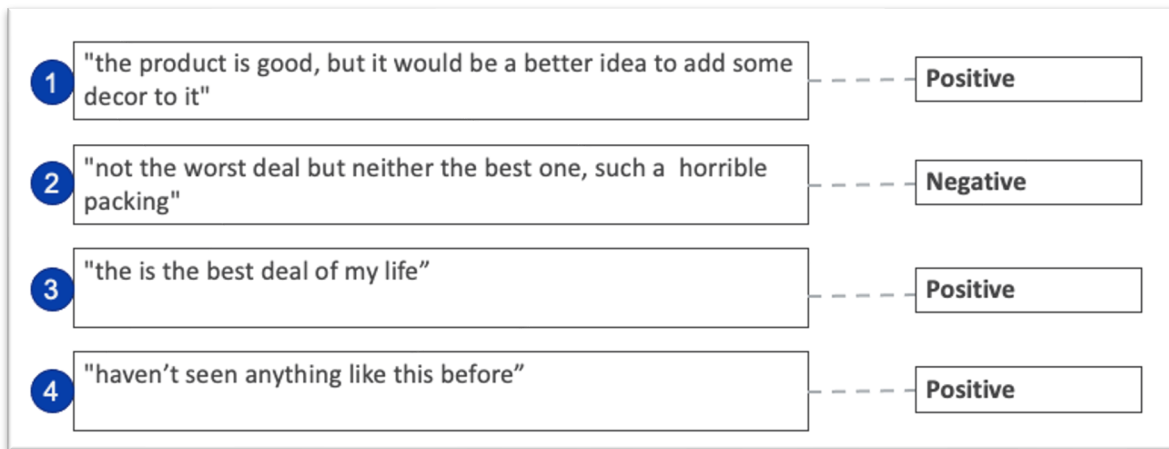 1
"the product is good, but it would be a better idea to add some
decor to it"
Positive
2
"not the worst deal but neither the best one, such a  horrible
packing"
Negative
3
"the is the best deal of my life”
Positive
4
"haven’t seen anything like this before”
Positive